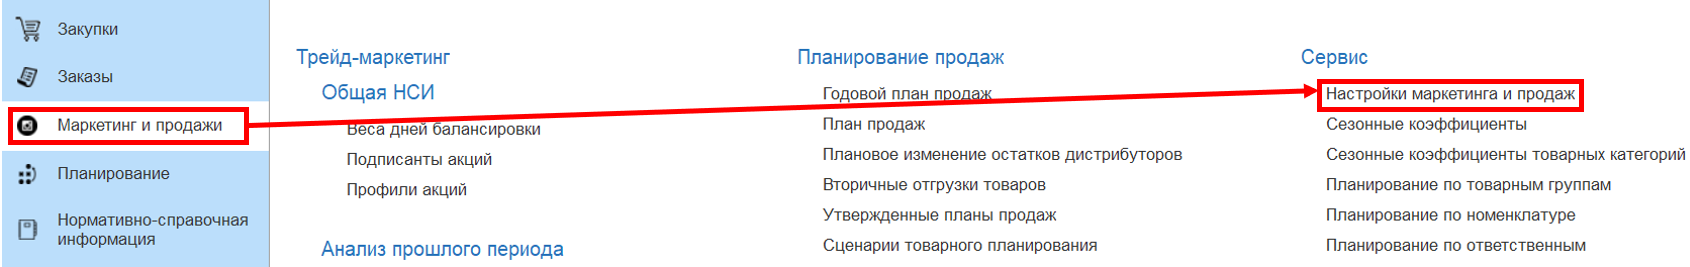 Закупки
Заказы
Маркетинг и продажи
Планирование
Нормативно-справочная
информация
Трейд-маркетинг
Общая НСИ
Веса дней балансировки
Подписанты акций
Профили акций
Анализ прошлого периода
Планирование продаж
Годовой план продаж
План продаж
Плановое изменение остатков дистрибуторов
Вторичные отгрузки товаров
Утвержденные планы продаж
Сценарии товарного планирования
Сервис
Настройки маркетинга и продаж
Сезонные коэффициенты
Сезонные коэффициенты товарных категорий
Планирование по товарным группам
Планирование по номенклатуре
Планирование по ответственным